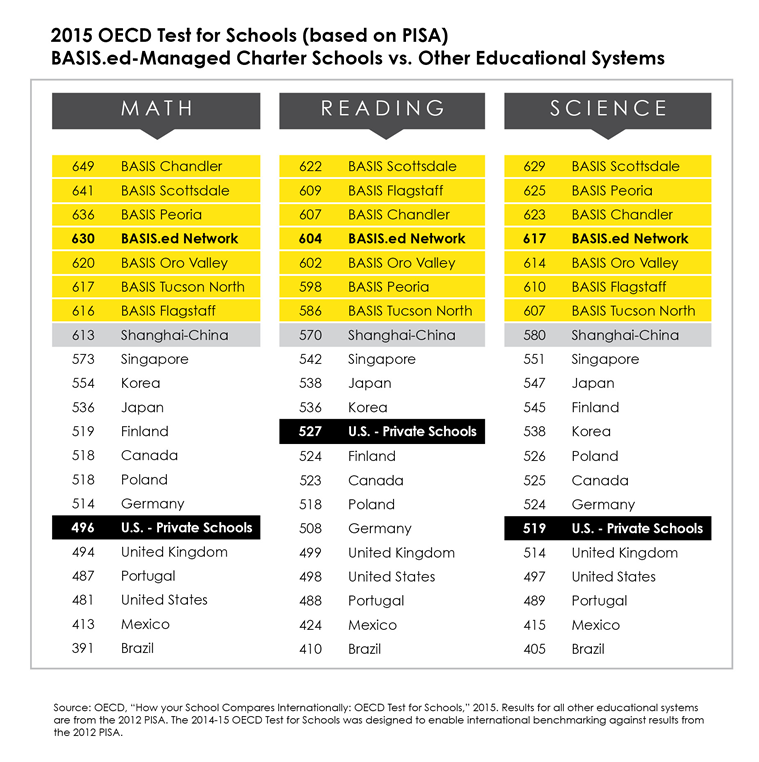 2015 OECD Test for Schools (based on PISA)
BASIS.ed-Managed Charter Schools vs. Other Educational Systems
MATH
649 BASIS Chandler
641 BASIS Scottsdale
636 BASIS Peoria
630 BASIS.ed Network
620 BASIS Oro Valley
617 BASIS Tucson North
616 BASIS Flagstaff
613 Shanghai-China
573 Singapore
554 Korea
536 Japan
519 Finland
518 Canada
518 Poland
514 Germany
496 U.S. - Private Schools
494 United Kingdom
487 Portugal
481 United States
413 Mexico
391 Brazil
READING
622 BASIS Scottsdale
609 BASIS Flagstaff
607 BASIS Chandler
604 BASIS.ed Network
602 BASIS Oro Valley
598 BASIS Peoria
586 BASIS Tucson North
570 Shanghai-China
542 Singapore
538 Japan
536 Korea
527 U.S. - Private Schools
524 Finland
523 Canada
518 Poland
508 Germany
499 United Kingdom
498 United States
488 Portugal
424 Mexico
410 Brazil
SCIENCE
629 BASIS Scottsdale
625 BASIS Peoria
623 BASIS Chandler
617 BASIS.ed Network
614 BASIS Oro Valley
610 BASIS Flagstaff
607 BASIS Tucson North
580 Shanghai-China
551 Singapore
547 Japan
545 Finland
538 Korea
526 Poland
525 Canada
524 Germany
519 U.S. - Private Schools
514 United Kingdom
497 United States
489 Portugal
415 Mexico
405 Brazil
Source: OECD, “How your School Compares Internationally: OECD Test for Schools,” 2015. Results for all other educational systems
are from the 2012 PISA. The 2014-15 OECD Test for Schools was designed to enable international benchmarking against results from
the 2012 PISA.